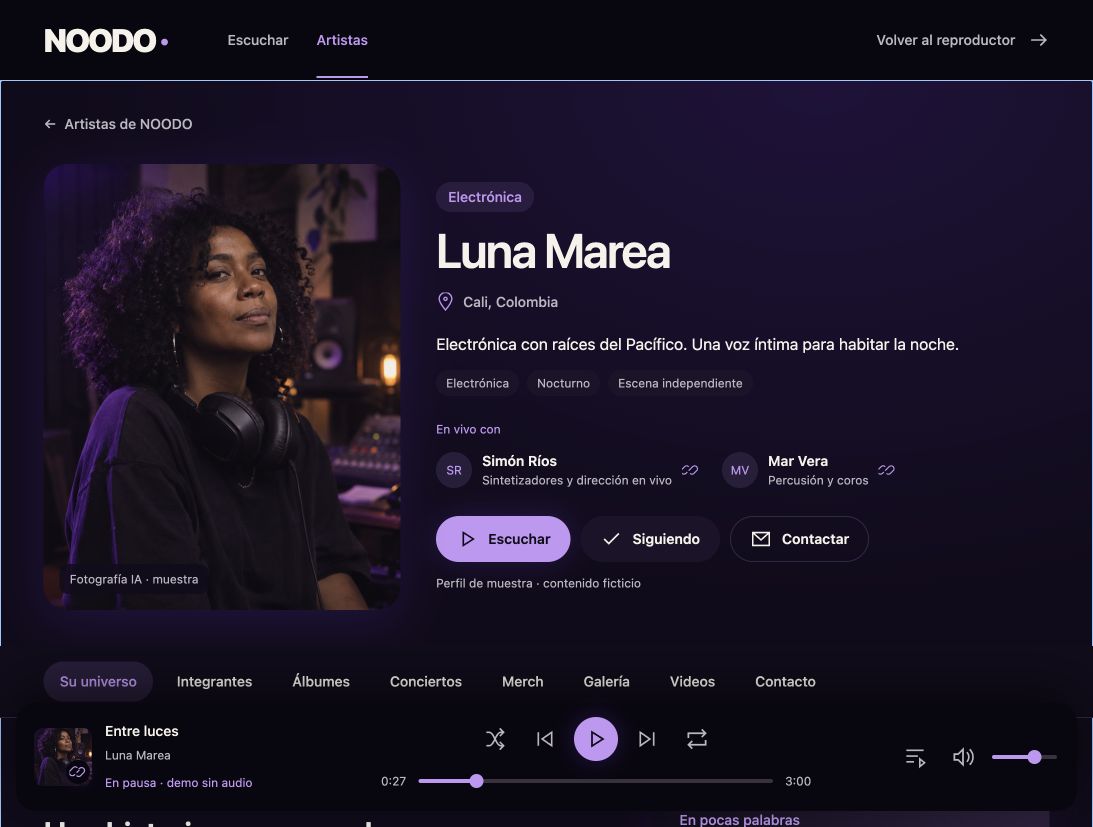 NOODO
Escuchar
Artistas
Volver al reproductor
Artistas de NOODO
Electrónica
Luna Marea
Cali, Colombia
Electrónica con raíces del Pacífico. Una voz íntima para habitar la noche.
Electrónica
Nocturno
Escena independiente
En vivo con
SR
Simón Ríos
Sintetizadores y dirección en vivo
MV
Mar Vera
Percusión y coros
Escuchar
Siguiendo
Contactar
Fotografía IA · muestra
Perfil de muestra · contenido ficticio
Su universo
Integrantes
Álbumes
Conciertos
Merch
Galería
Videos
Contacto
Entre luces
Luna Marea
En pausa · demo sin audio
0:27
3:00
En pocas palabras